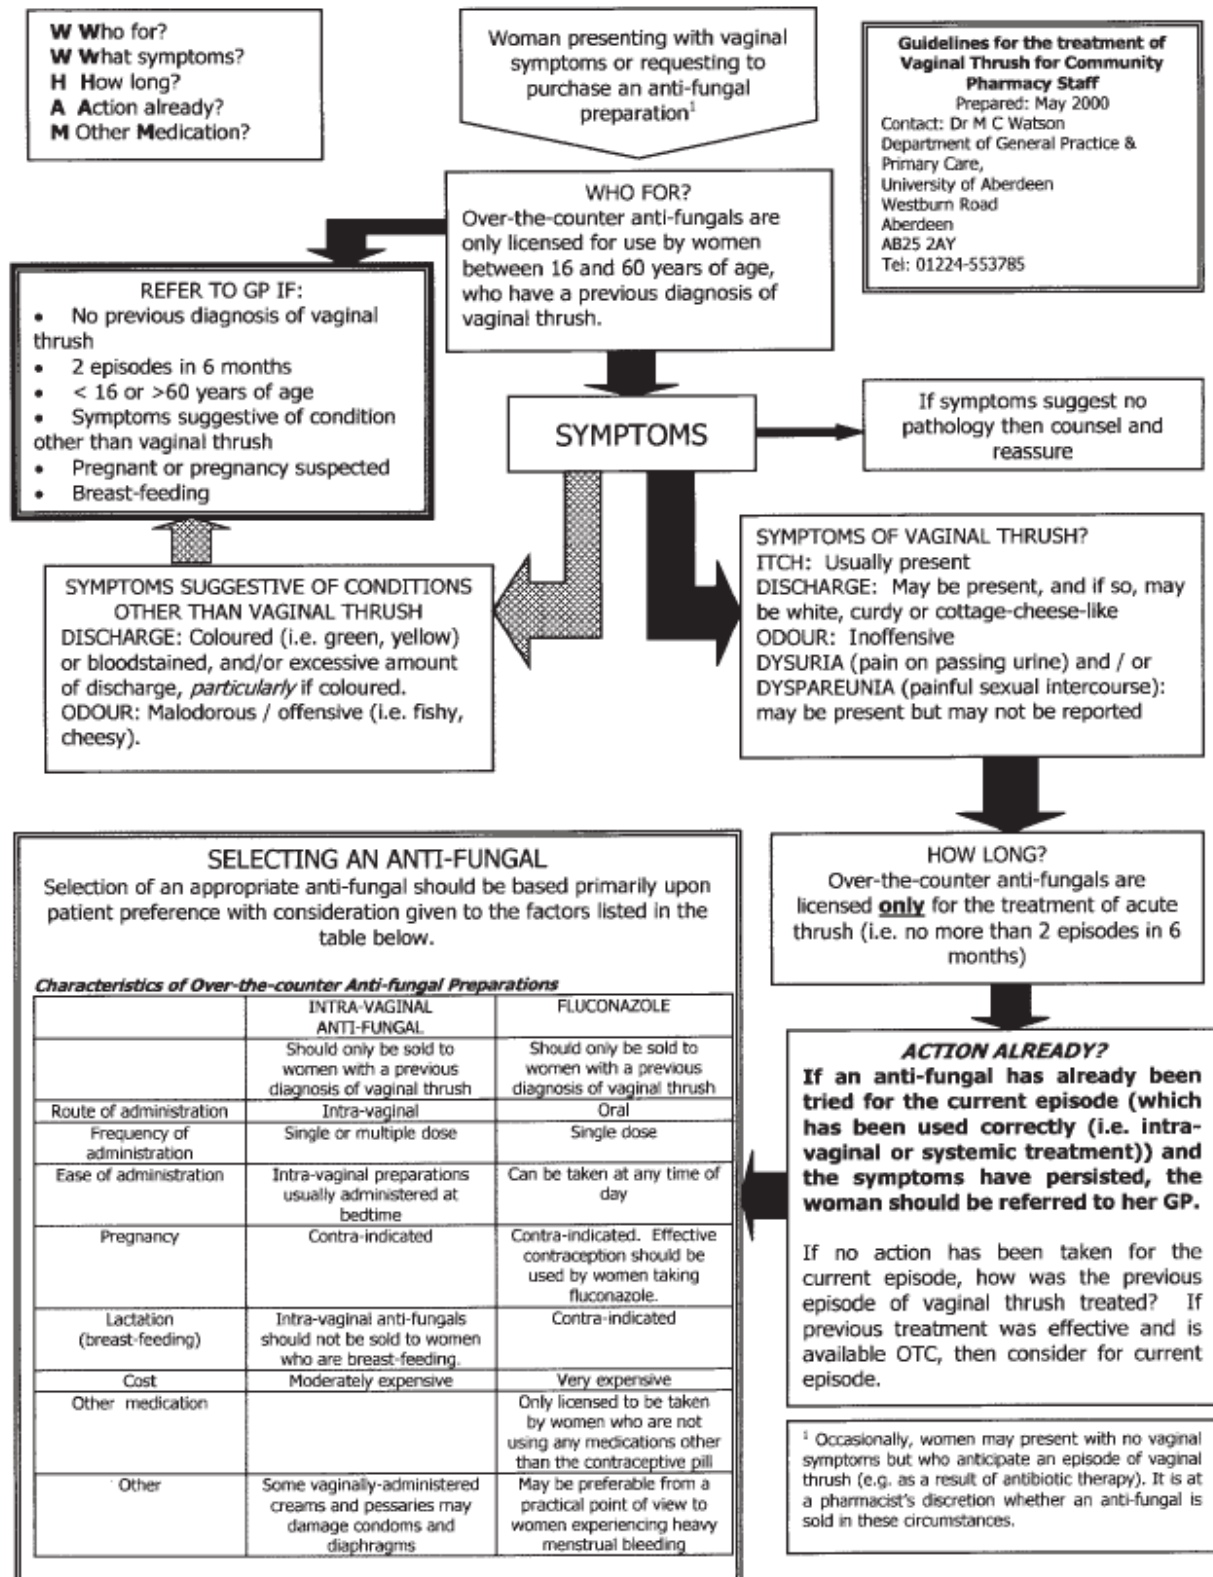 W Who for?
W What symptoms?
H How long?
A Action already?
M Other Medication?
Woman presenting with vaginal
symptoms or requesting to
purchase an anti-fungal
preparation1
Guidelines for the treatment of
Vaginal Thrush for Community
Pharmacy Staff
Prepared: May 2000
Contact: Dr M C Watson
Department of General Practice &
Primary Care,
University of Aberdeen
Westburn Road
Aberdeen
AB25 2AY
Tel: 01224-553785
WHO FOR?
Over-the-counter anti-fungals are
only licensed for use by women
between 16 and 60 years of age,
who have a previous diagnosis of
vaginal thrush.
REFER TO GP IF:
• No previous diagnosis of vaginal
thrush
• 2 episodes in 6 months
• < 16 or >60 years of age
• Symptoms suggestive of condition
other than vaginal thrush
• Pregnant or pregnancy suspected
• Breast-feeding
SYMPTOMS
If symptoms suggest no
pathology then counsel and
reassure
SYMPTOMS SUGGESTIVE OF CONDITIONS
OTHER THAN VAGINAL THRUSH
DISCHARGE: Coloured (i.e. green, yellow)
or bloodstained, and/or excessive amount
of discharge, particularly if coloured.
ODOUR: Malodorous / offensive (i.e. fishy,
cheesy).
SYMPTOMS OF VAGINAL THRUSH?
ITCH: Usually present
DISCHARGE: May be present, and if so, may
be white, curdy or cottage-cheese-like
ODOUR: Inoffensive
DYSURIA (pain on passing urine) and / or
DYSPAREUNIA (painful sexual intercourse):
may be present but may not be reported
HOW LONG?
Over-the-counter anti-fungals are
licensed only for the treatment of acute
thrush (i.e. no more than 2 episodes in 6
months)
SELECTING AN ANTI-FUNGAL
Selection of an appropriate anti-fungal should be based primarily upon
patient preference with consideration given to the factors listed in the
table below.
Characteristics of Over-the-counter Anti-fungal Preparations
INTRA-VAGINAL
ANTI-FUNGAL
FLUCONAZOLE
Should only be sold to
women with a previous
diagnosis of vaginal thrush
Should only be sold to
women with a previous
diagnosis of vaginal thrush
Route of administration
Intra-vaginal
Oral
Frequency of
administration
Single or multiple dose
Single dose
Ease of administration
Intra-vaginal preparations
usually administered at
bedtime
Can be taken at any time of
day
Pregnancy
Contra-indicated
Contra-indicated. Effective
contraception should be
used by women taking
fluconazole.
Lactation
(breast-feeding)
Intra-vaginal anti-fungals
should not be sold to women
who are breast-feeding.
Contra-indicated
Cost
Moderately expensive
Very expensive
Other medication
Only licensed to be taken
by women who are not
using any medications other
than the contraceptive pill
Other
Some vaginally-administered
creams and pessaries may
damage condoms and
diaphragms
May be preferable from a
practical point of view to
women experiencing heavy
menstrual bleeding
ACTION ALREADY?
If an anti-fungal has already been
tried for the current episode (which
has been used correctly (i.e. intra-
vaginal or systemic treatment)) and
the symptoms have persisted, the
woman should be referred to her GP.
If no action has been taken for the
current episode, how was the previous
episode of vaginal thrush treated? If
previous treatment was effective and is
available OTC, then consider for current
episode.
1 Occasionally, women may present with no vaginal
symptoms but who anticipate an episode of vaginal
thrush (e.g. as a result of antibiotic therapy). It is at
a pharmacist's discretion whether an anti-fungal is
sold in these circumstances.